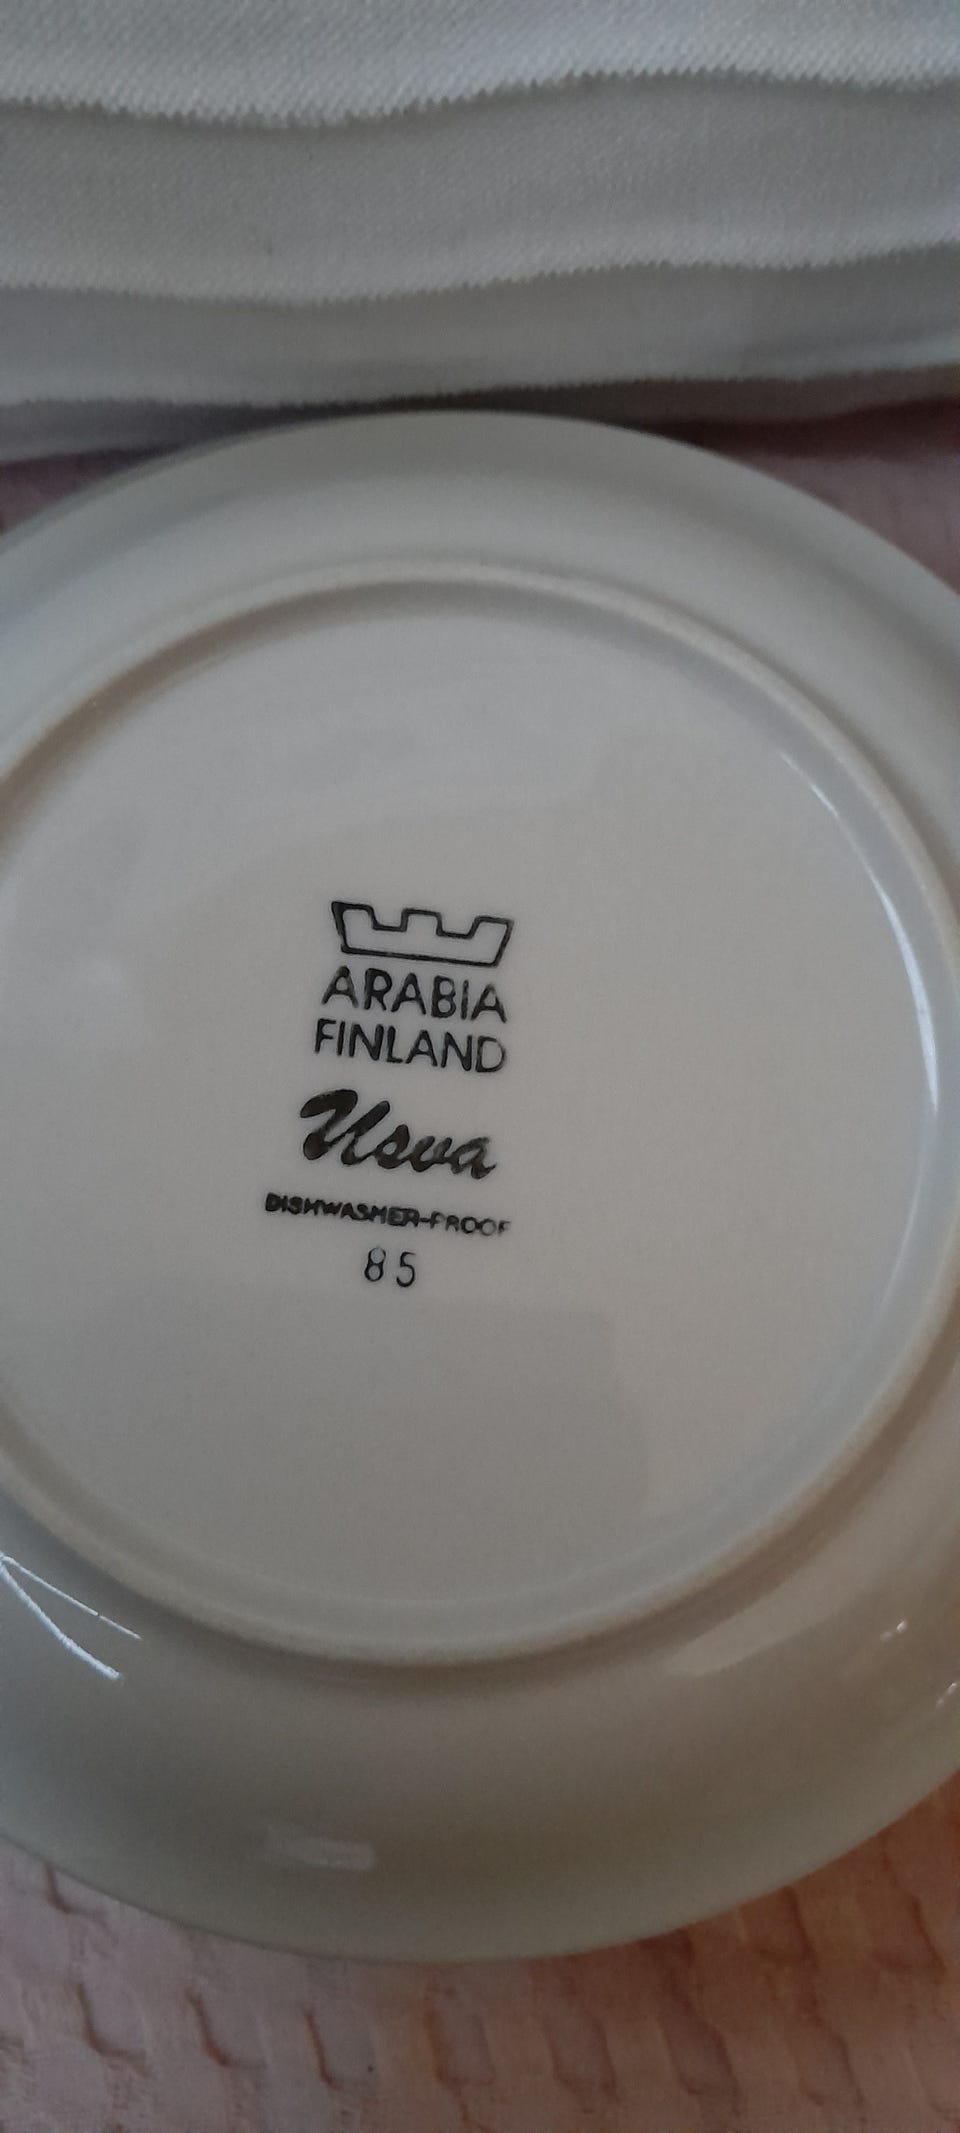 ARABIA
FINLAND
Usva
DISHWASHER-PROOF
85